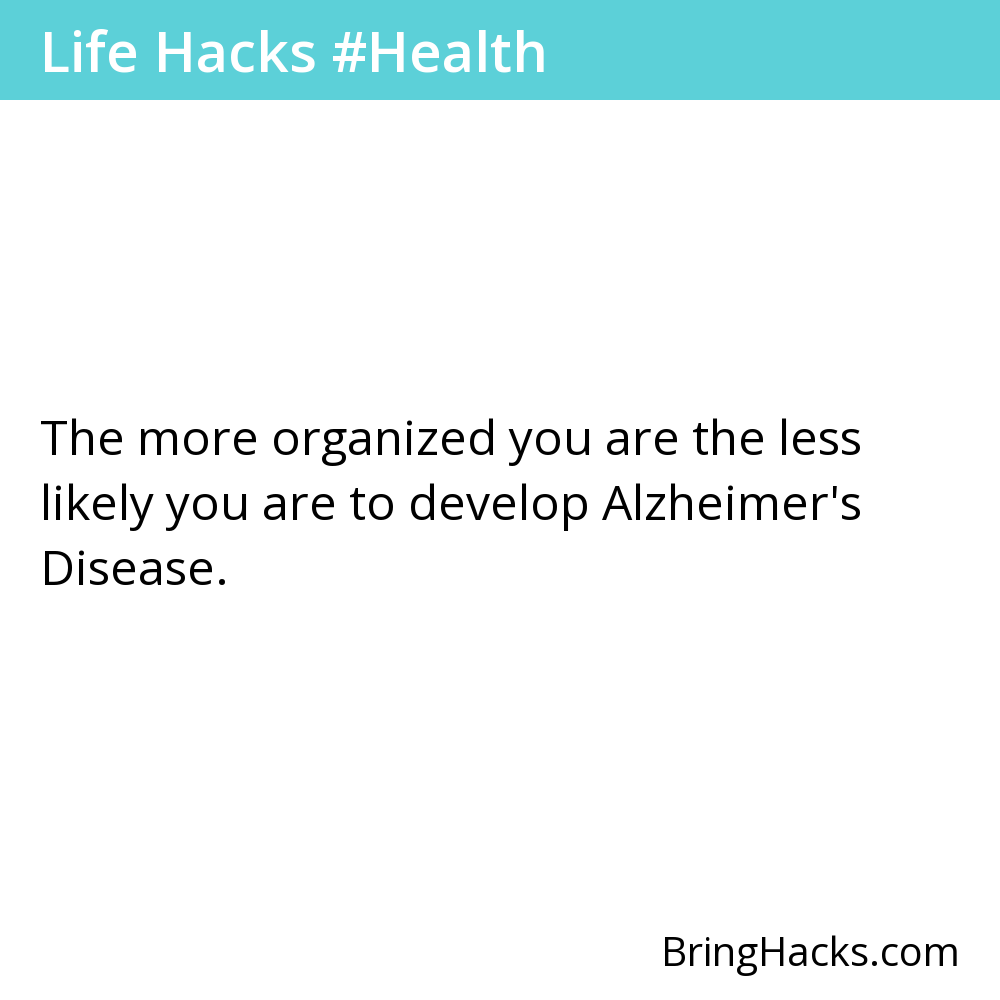 Life Hacks #Health
The more organized you are the less
likely you are to develop Alzheimer's
Disease.
BringHacks.com